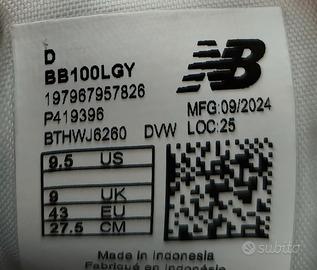 D
BB100LGY
NB
197967957826
P419396 MFG:09/2024
BTHWJ6260 DVW LOC:25
9.5 US
9 UK
43 EU
27.5 CM
Made in Indonesia
Fabriqué en Indonésie
subito